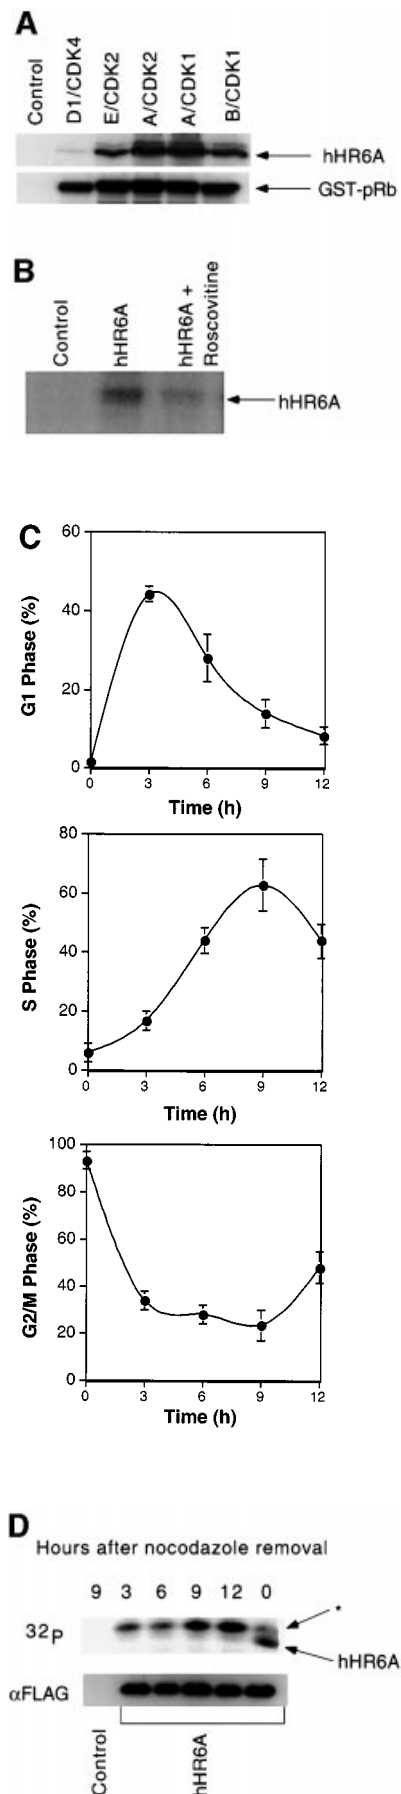 A
Control
D1/CDK4
E/CDK2
A/CDK2
A/CDK1
B/CDK1
hHR6A
GST-pRb
B
Control
hHR6A
hHR6A +
Roscovitine
hHR6A
C
60
40
20
0
G1 Phase (%)
0 3 6 9 12
Time (h)
80
60
40
20
0
S Phase (%)
0 3 6 9 12
Time (h)
100
80
60
40
20
0
G2/M Phase (%)
0 3 6 9 12
Time (h)
D
Hours after nocodazole removal
9 3 6 9 12 0
*
32P
hHR6A
αFLAG
Control
hHR6A